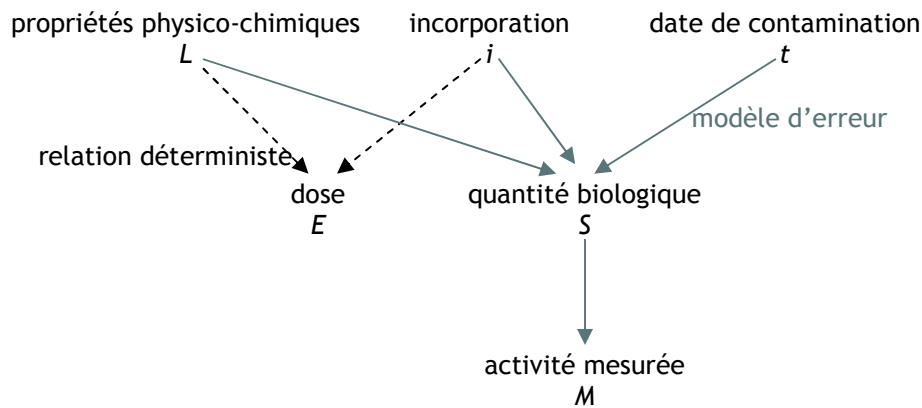 propriétés physico-chimiques incorporation date de contamination
L i t
modèle d'erreur
relation déterministe
dose quantité biologique
E S
activité mesurée
M